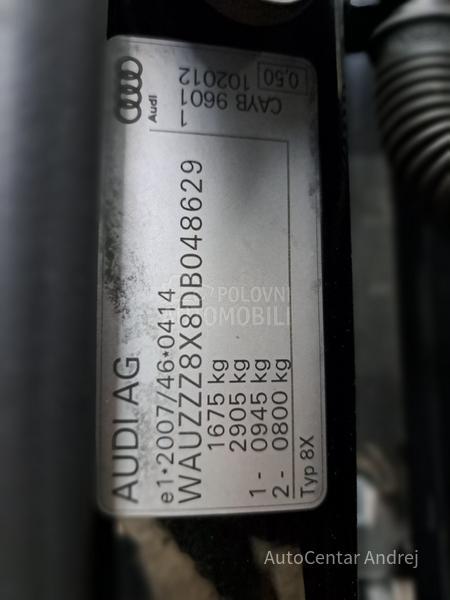 AUDI AG
e1*2007/46*0414
WAUZZZ8X8DB048629
1675 kg
2905 kg
1- 0945 kg
2- 0800 kg
Typ 8X
Audi
1
CAYB 9601
102012
0,50
POLOVNI
AUTOMOBILI
AutoCentar Andrej